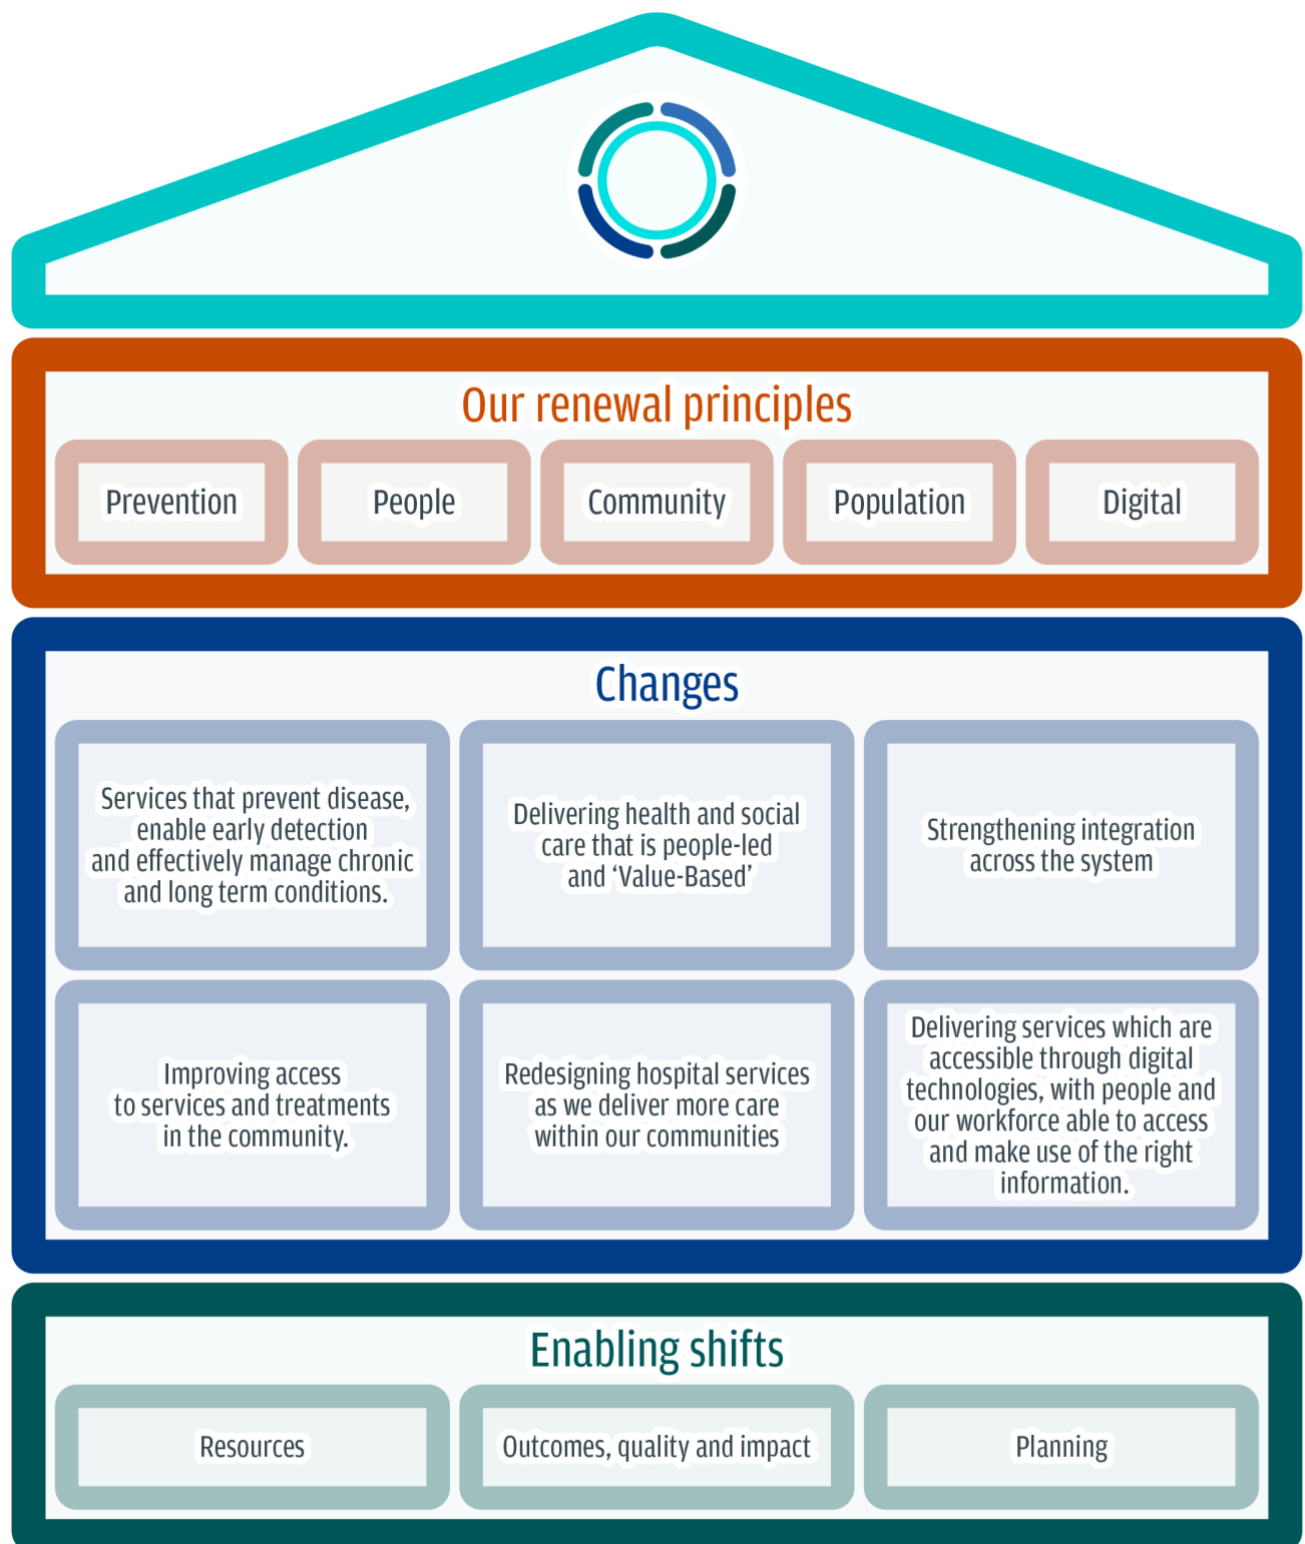 Our renewal principles
Prevention
People
Community
Population
Digital
Changes
Services that prevent disease,
enable early detection
and effectively manage chronic
and long term conditions.
Delivering health and social
care that is people-led
and ‘Value-Based’
Strengthening integration
across the system
Improving access
to services and treatments
in the community.
Redesigning hospital services
as we deliver more care
within our communities
Delivering services which are
accessible through digital
technologies, with people and
our workforce able to access
and make use of the right
information.
Enabling shifts
Resources
Outcomes, quality and impact
Planning